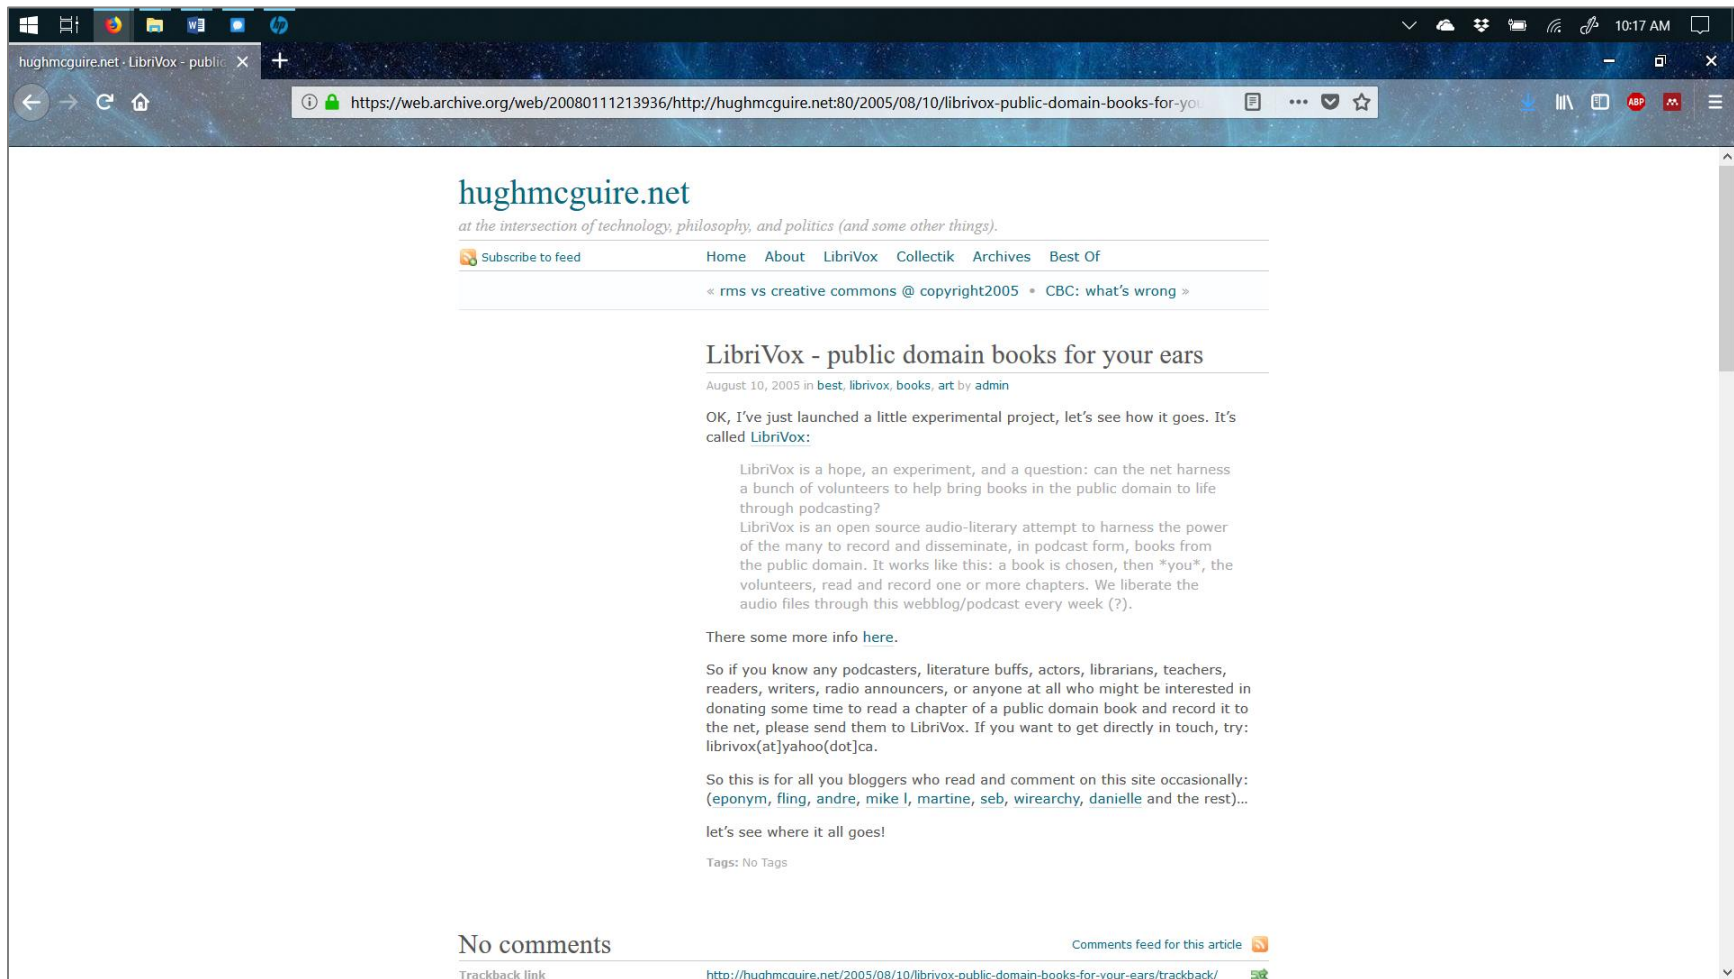 10:17 AM
hughmcguire.net · LibriVox - public
https://web.archive.org/web/20080111213936/http://hughmcguire.net:80/2005/08/10/librivox-public-domain-books-for-you
ABP
hughmcguire.net
at the intersection of technology, philosophy, and politics (and some other things).
Subscribe to feed Home About LibriVox Collectik Archives Best Of
« rms vs creative commons @ copyright2005 • CBC: what’s wrong »
LibriVox - public domain books for your ears
August 10, 2005 in best, librivox, books, art by admin
OK, I’ve just launched a little experimental project, let’s see how it goes. It’s
called LibriVox:
LibriVox is a hope, an experiment, and a question: can the net harness
a bunch of volunteers to help bring books in the public domain to life
through podcasting?
LibriVox is an open source audio-literary attempt to harness the power
of the many to record and disseminate, in podcast form, books from
the public domain. It works like this: a book is chosen, then *you*, the
volunteers, read and record one or more chapters. We liberate the
audio files through this webblog/podcast every week (?).
There some more info here.
So if you know any podcasters, literature buffs, actors, librarians, teachers,
readers, writers, radio announcers, or anyone at all who might be interested in
donating some time to read a chapter of a public domain book and record it to
the net, please send them to LibriVox. If you want to get directly in touch, try:
librivox(at]yahoo(dot]ca.
So this is for all you bloggers who read and comment on this site occasionally:
(eponym, fling, andre, mike l, martine, seb, wirearchy, danielle and the rest)…
let’s see where it all goes!
Tags: No Tags
No comments Comments feed for this article
Trackback link http://hughmcguire.net/2005/08/10/librivox-public-domain-books-for-your-ears/trackback/